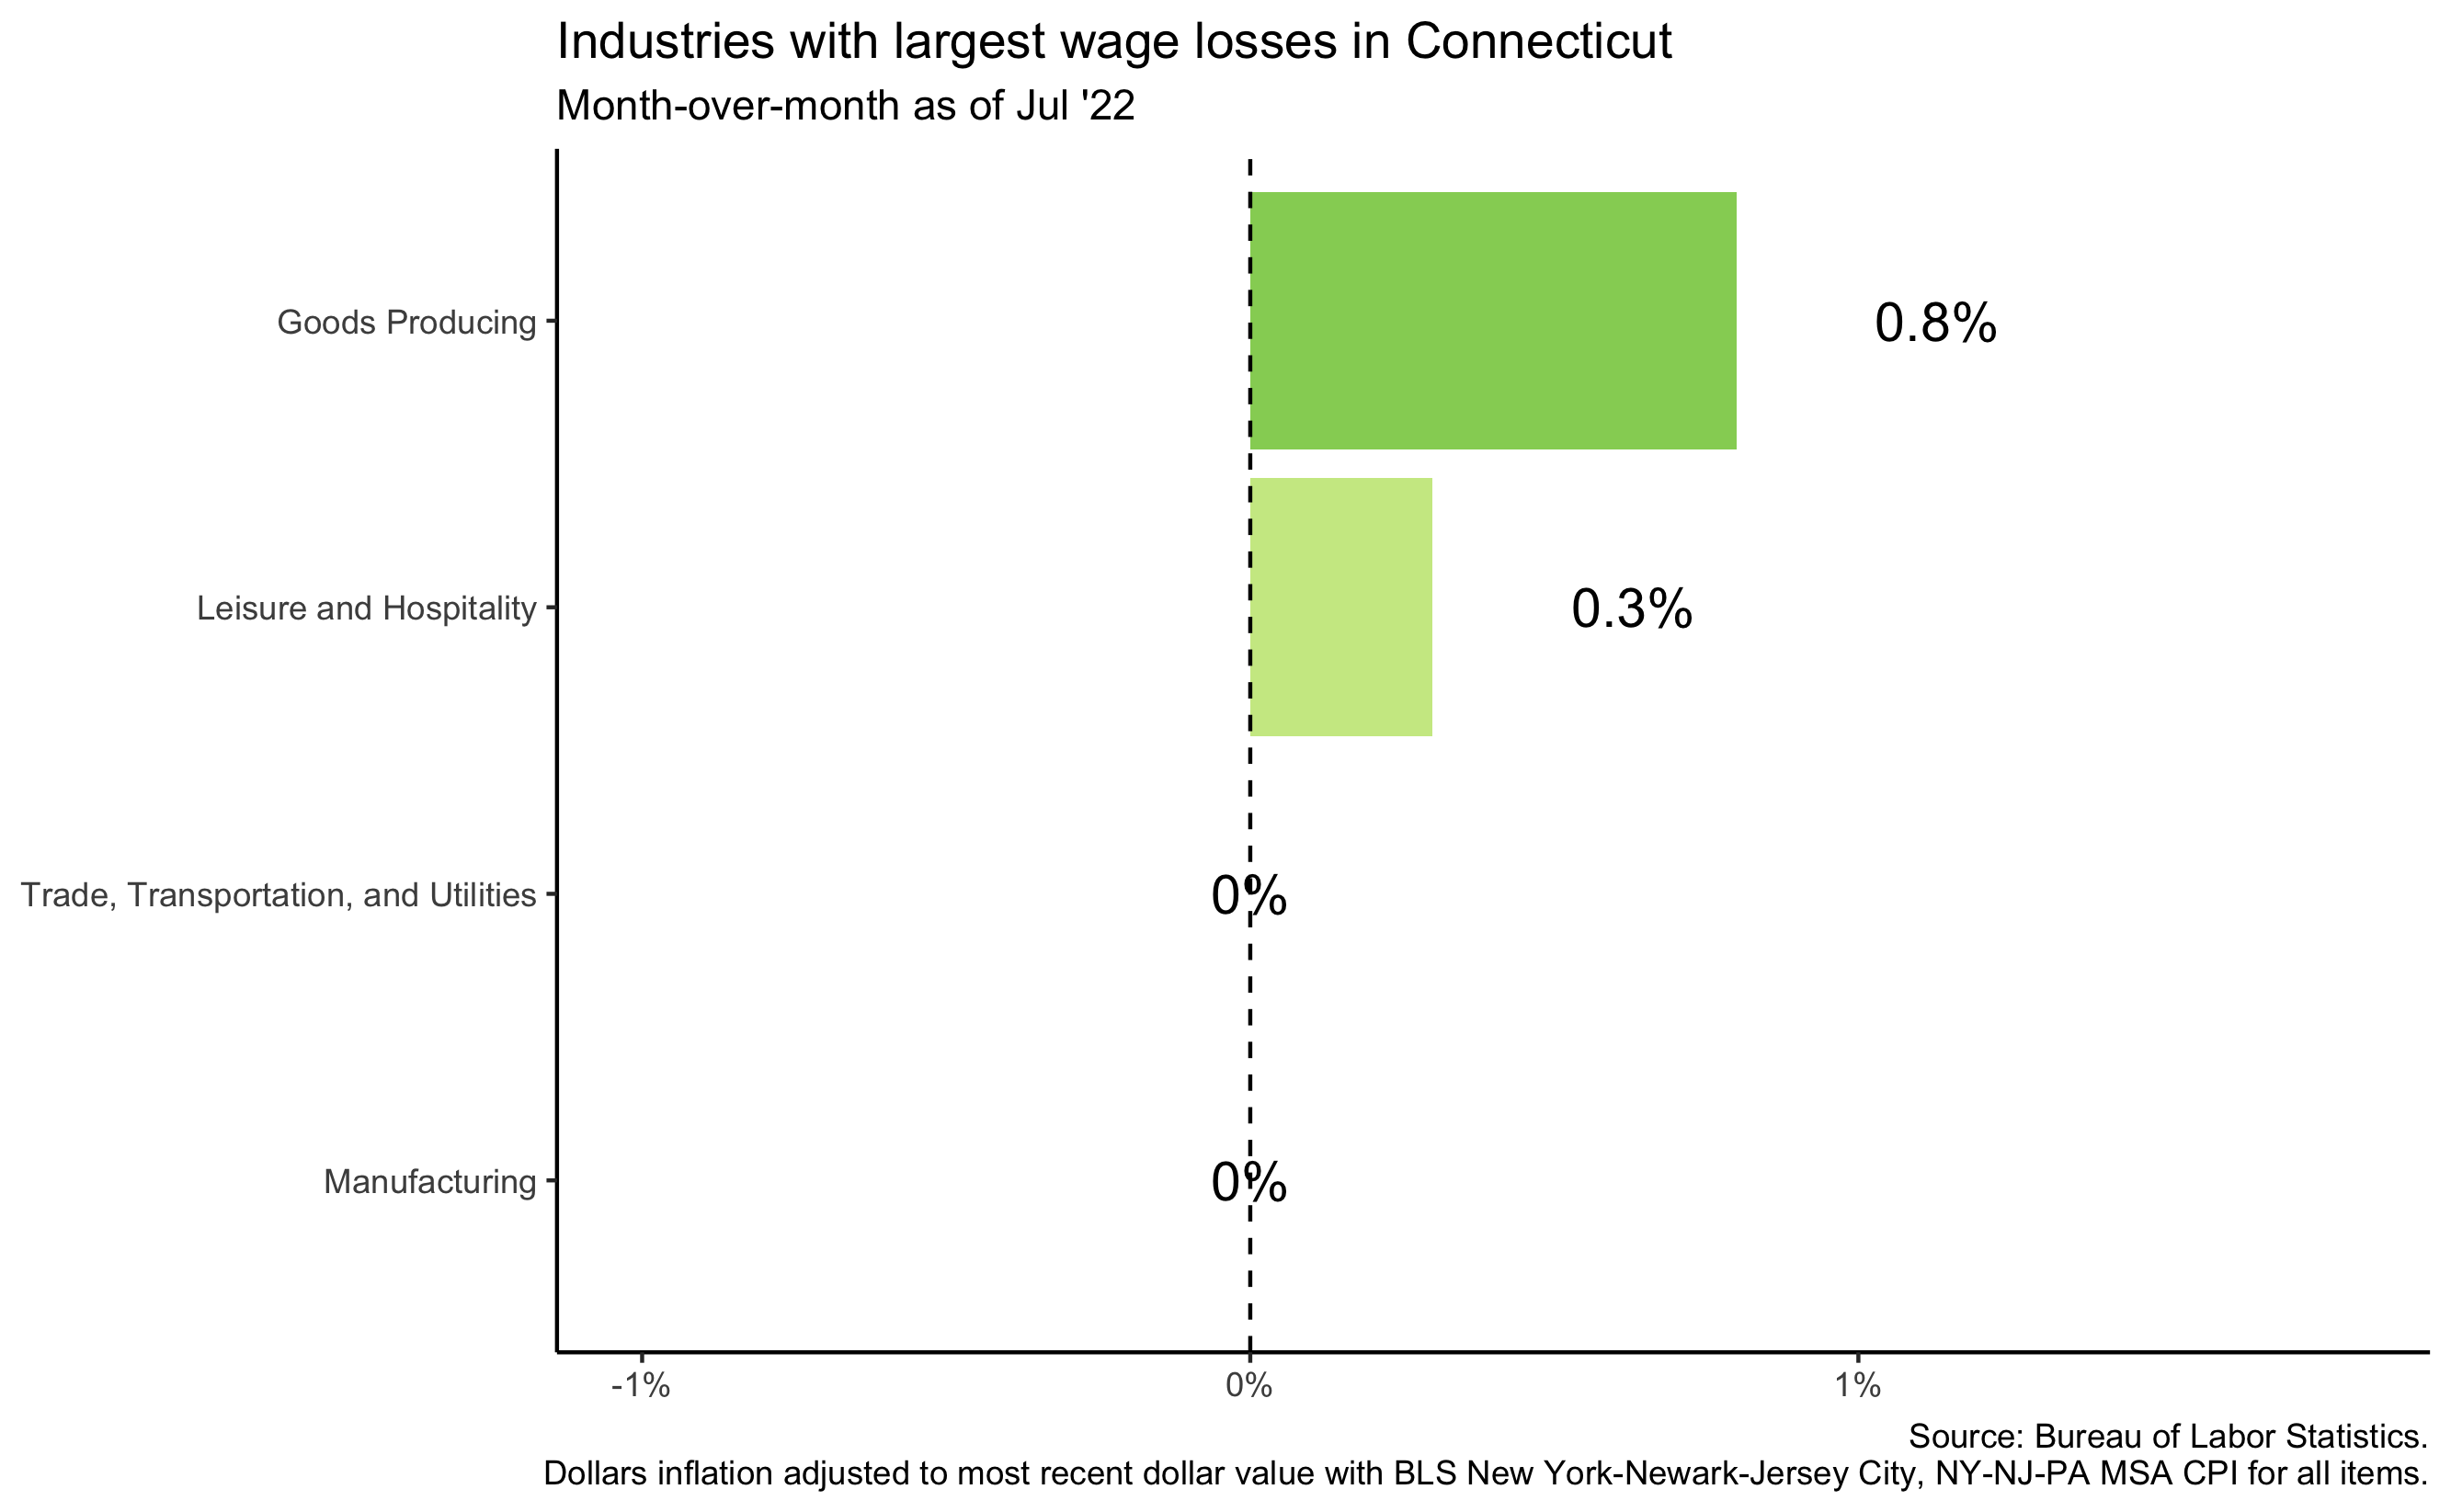 Industries with largest wage losses in Connecticut
Month-over-month as of Jul '22
Goods Producing
0.8%
Leisure and Hospitality
0.3%
Trade, Transportation, and Utilities
0%
Manufacturing
0%
-1%
0%
1%
Source: Bureau of Labor Statistics.
Dollars inflation adjusted to most recent dollar value with BLS New York-Newark-Jersey City, NY-NJ-PA MSA CPI for all items.